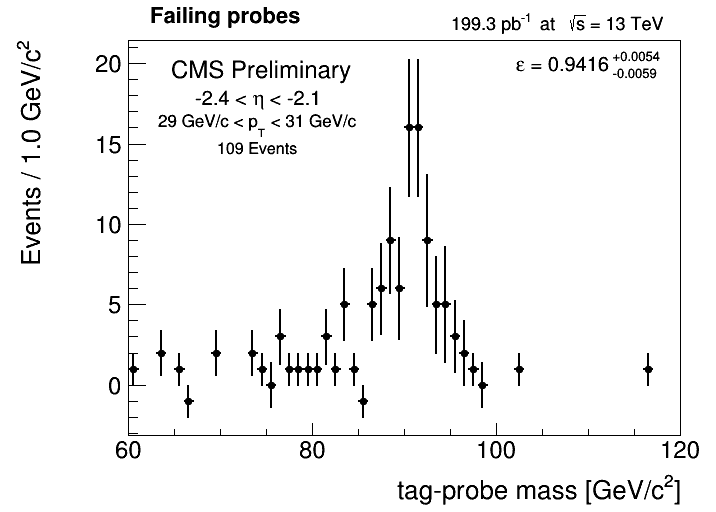 Failing probes
199.3 pb⁻¹ at √s = 13 TeV
CMS Preliminary
-2.4 < η < -2.1
29 GeV/c < p_T < 31 GeV/c
109 Events
ε = 0.9416 +0.0054 -0.0059
Events / 1.0 GeV/c²
20
15
10
5
0
60 80 100 120
tag-probe mass [GeV/c²]